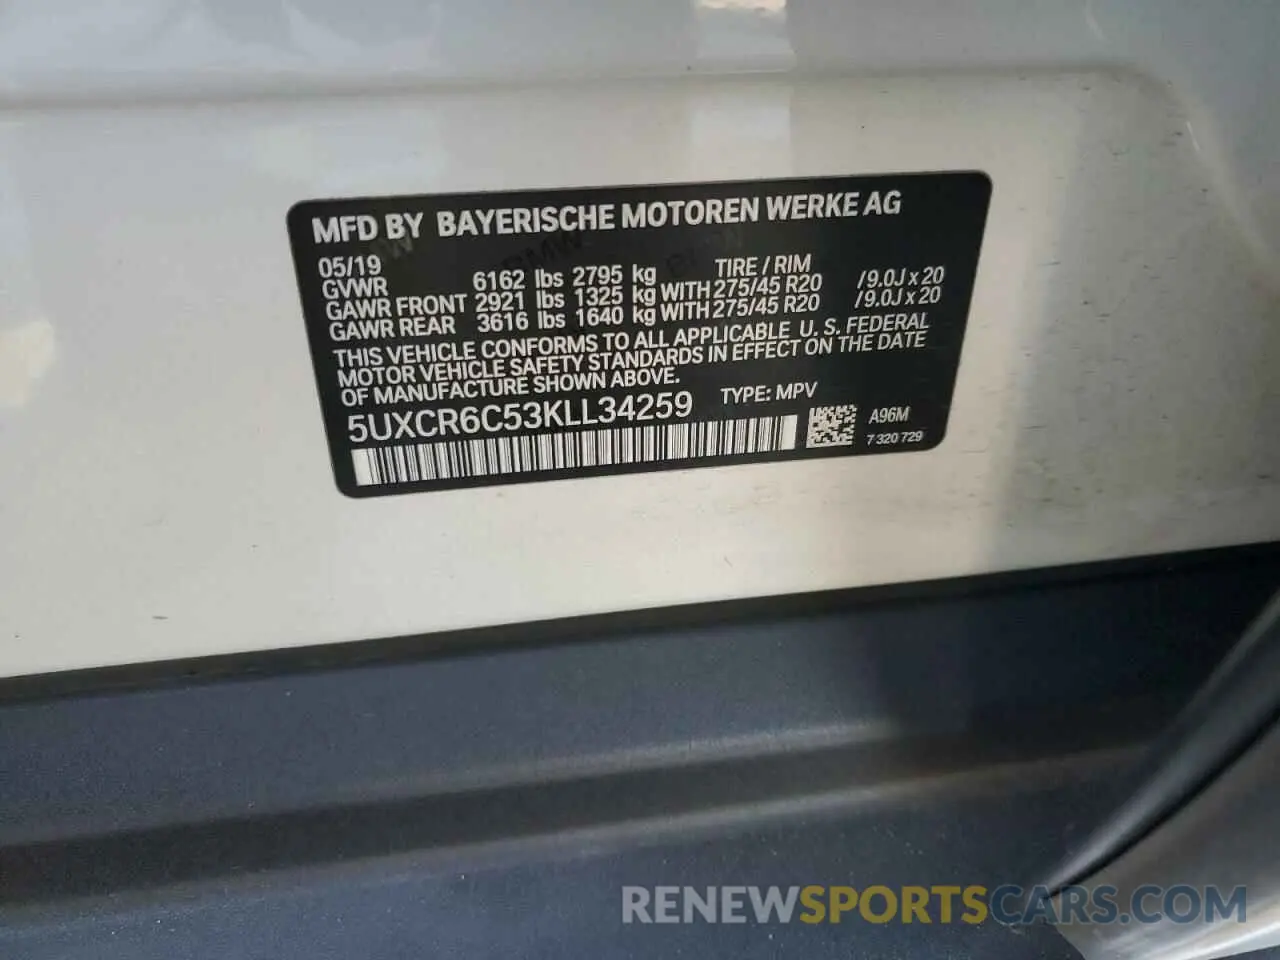 MFD BY BAYERISCHE MOTOREN WERKE AG
05/19
GVWR 6162 lbs 2795 kg TIRE / RIM
GAWR FRONT 2921 lbs 1325 kg WITH 275/45 R20 /9.0J x 20
GAWR REAR 3616 lbs 1640 kg WITH 275/45 R20 /9.0J x 20
THIS VEHICLE CONFORMS TO ALL APPLICABLE U. S. FEDERAL
MOTOR VEHICLE SAFETY STANDARDS IN EFFECT ON THE DATE
OF MANUFACTURE SHOWN ABOVE.
5UXCR6C53KLL34259 TYPE: MPV
A96M
7 320 729
RENEWSPORTSCARS.COM